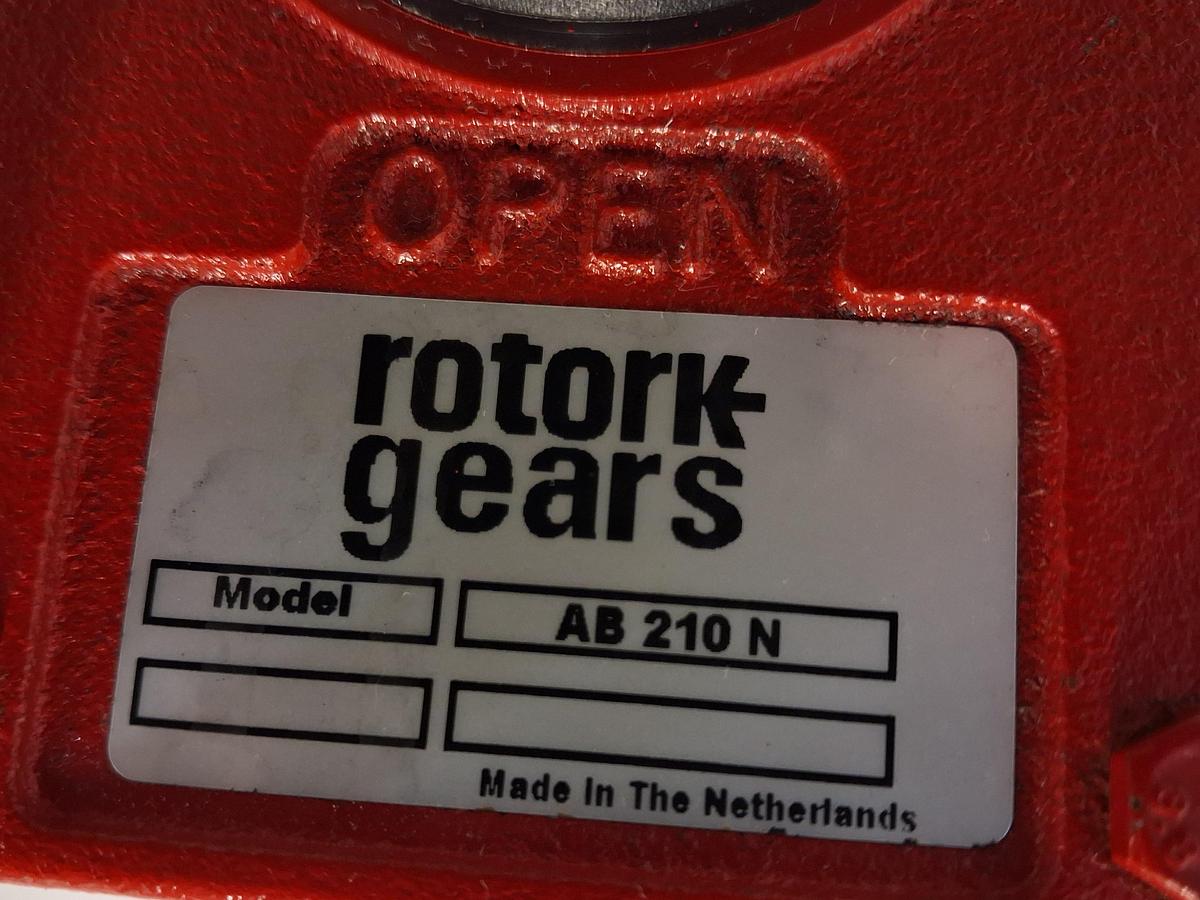 OPEN
rotork
gears
Model AB 210 N
Made In The Netherlands